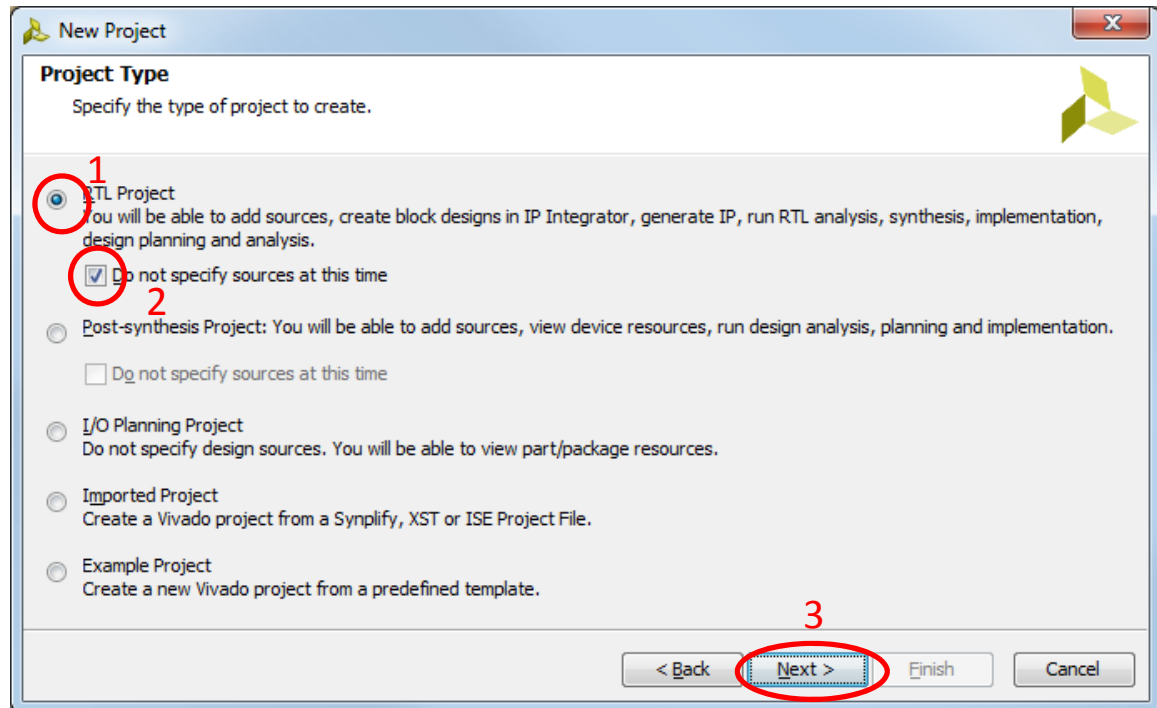 New Project
Project Type
Specify the type of project to create.
1
RTL Project
You will be able to add sources, create block designs in IP Integrator, generate IP, run RTL analysis, synthesis, implementation,
design planning and analysis.
Do not specify sources at this time
2
Post-synthesis Project: You will be able to add sources, view device resources, run design analysis, planning and implementation.
Do not specify sources at this time
I/O Planning Project
Do not specify design sources. You will be able to view part/package resources.
Imported Project
Create a Vivado project from a Synplify, XST or ISE Project File.
Example Project
Create a new Vivado project from a predefined template.
3
< Back Next > Finish Cancel